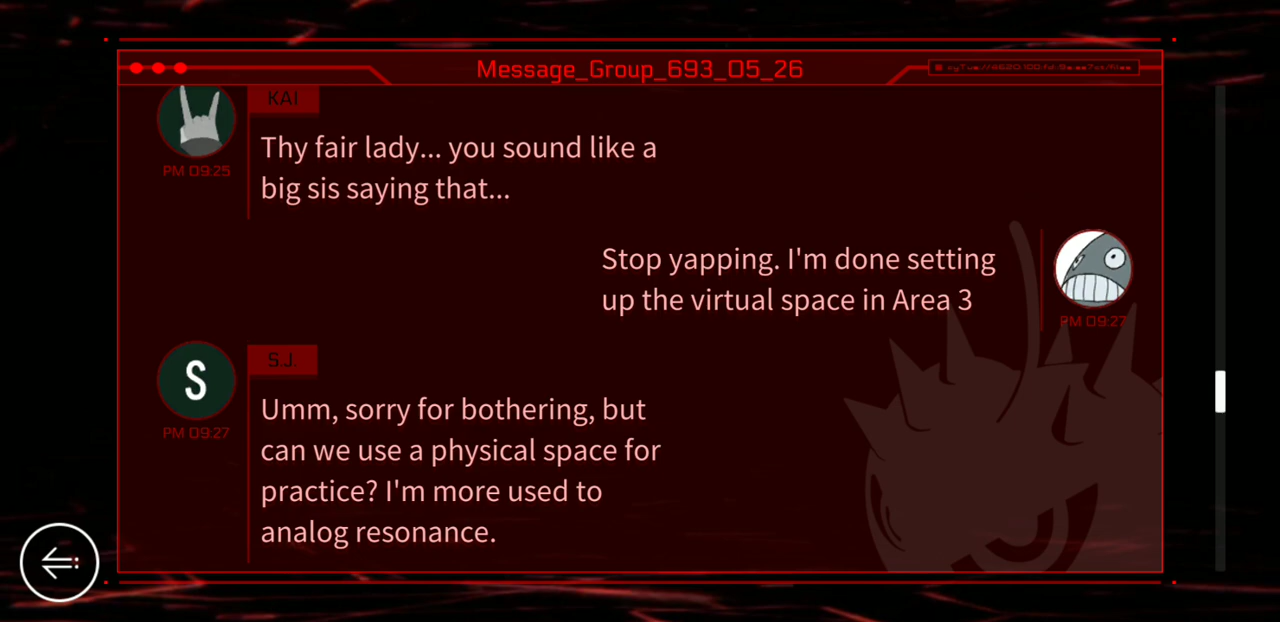 Message_Group_693_05_26
KAI
Thy fair lady... you sound like a
big sis saying that...
PM 09:25
Stop yapping. I'm done setting
up the virtual space in Area 3
PM 09:27
S.J.
S
Umm, sorry for bothering, but
can we use a physical space for
practice? I'm more used to
analog resonance.
PM 09:27